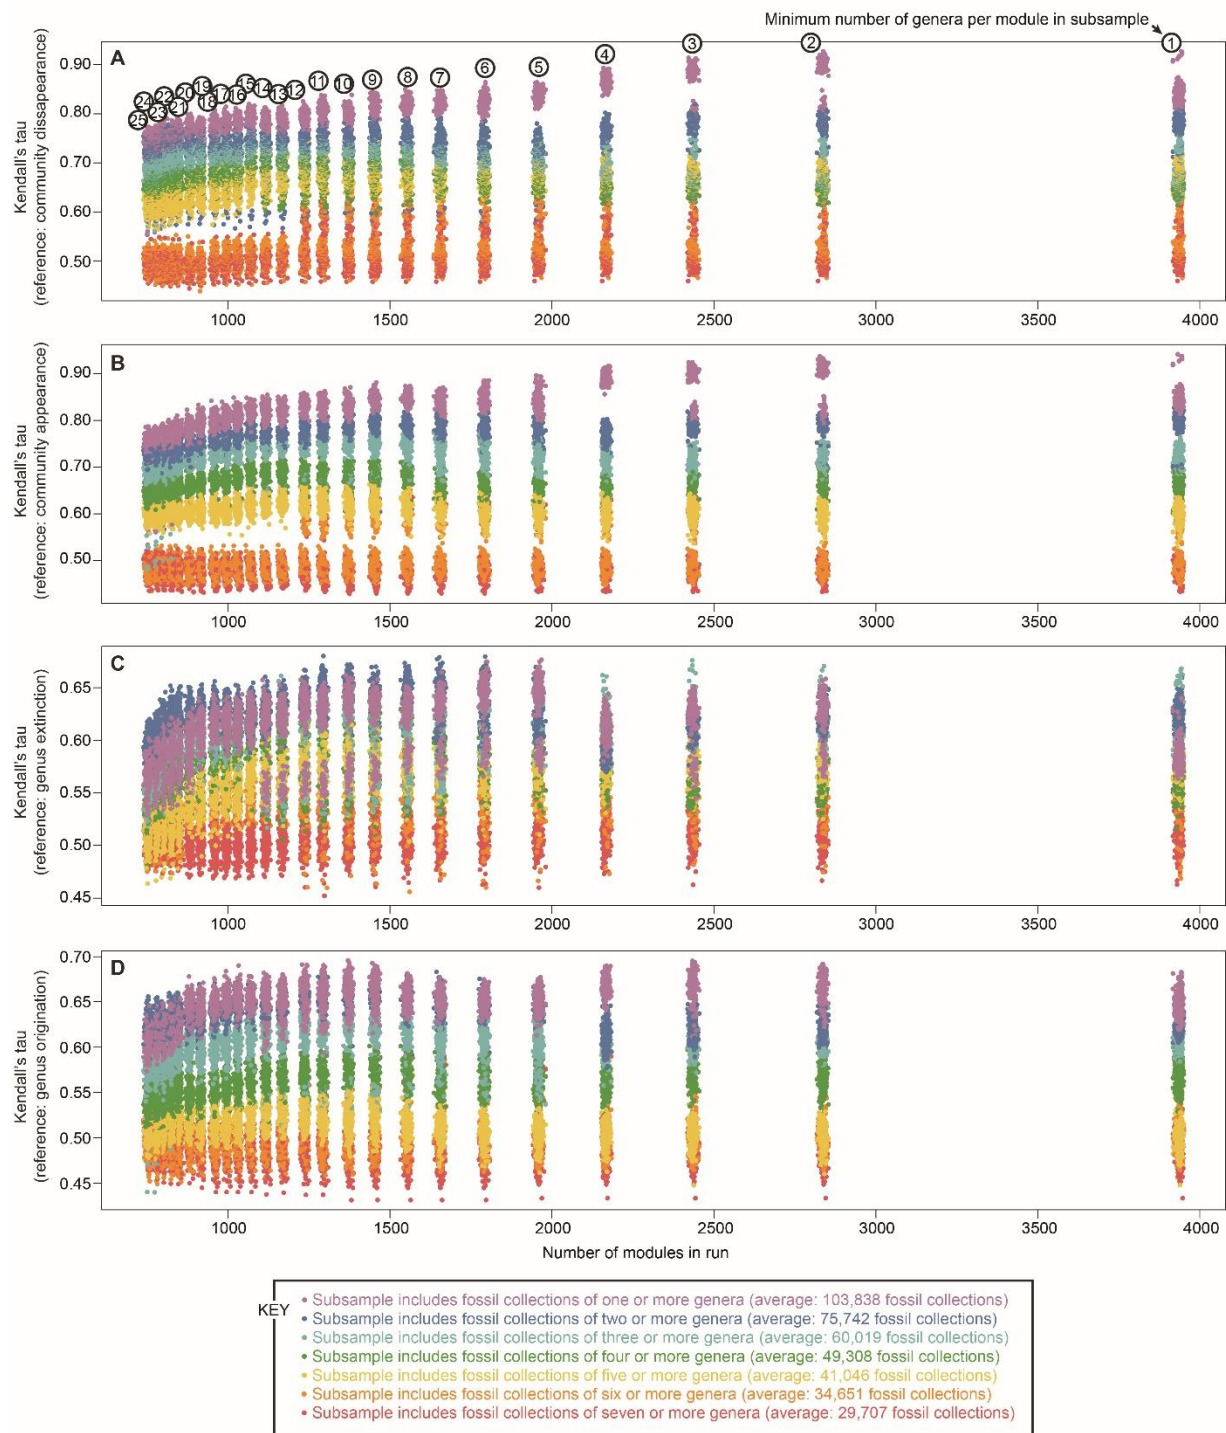 Minimum number of genera per module in subsample
A
1
2
3
4
5
6
7
8
9
10
11
12
13
14
15
16
17
18
19
20
21
22
23
24
25
Kendall's tau
(reference: community dissapearance)
0.90
0.80
0.70
0.60
0.50
1000 1500 2000 2500 3000 3500 4000
B
Kendall's tau
(reference: community appearance)
0.90
0.80
0.70
0.60
0.50
1000 1500 2000 2500 3000 3500 4000
C
Kendall's tau
(reference: genus extinction)
0.65
0.60
0.55
0.50
0.45
1000 1500 2000 2500 3000 3500 4000
D
Kendall's tau
(reference: genus origination)
0.70
0.65
0.60
0.55
0.50
0.45
1000 1500 2000 2500 3000 3500 4000
Number of modules in run
KEY
Subsample includes fossil collections of one or more genera (average: 103,838 fossil collections)
Subsample includes fossil collections of two or more genera (average: 75,742 fossil collections)
Subsample includes fossil collections of three or more genera (average: 60,019 fossil collections)
Subsample includes fossil collections of four or more genera (average: 49,308 fossil collections)
Subsample includes fossil collections of five or more genera (average: 41,046 fossil collections)
Subsample includes fossil collections of six or more genera (average: 34,651 fossil collections)
Subsample includes fossil collections of seven or more genera (average: 29,707 fossil collections)